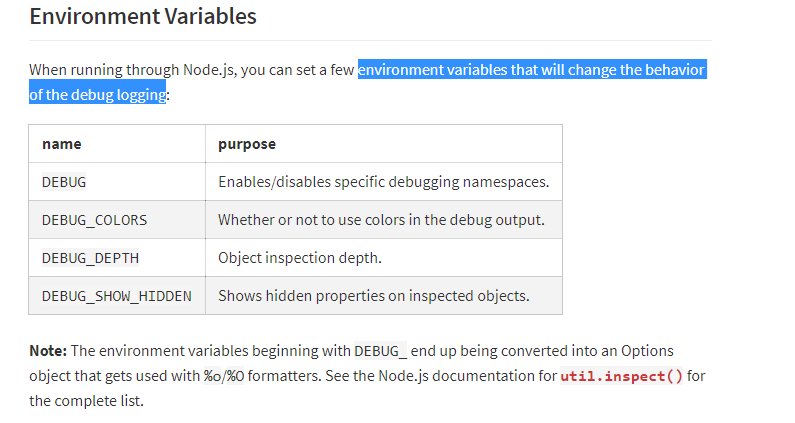 Environment Variables
When running through Node.js, you can set a few environment variables that will change the behavior
of the debug logging:
name purpose
DEBUG Enables/disables specific debugging namespaces.
DEBUG_COLORS Whether or not to use colors in the debug output.
DEBUG_DEPTH Object inspection depth.
DEBUG_SHOW_HIDDEN Shows hidden properties on inspected objects.
Note: The environment variables beginning with DEBUG_ end up being converted into an Options
object that gets used with %o/%O formatters. See the Node.js documentation for util.inspect() for
the complete list.